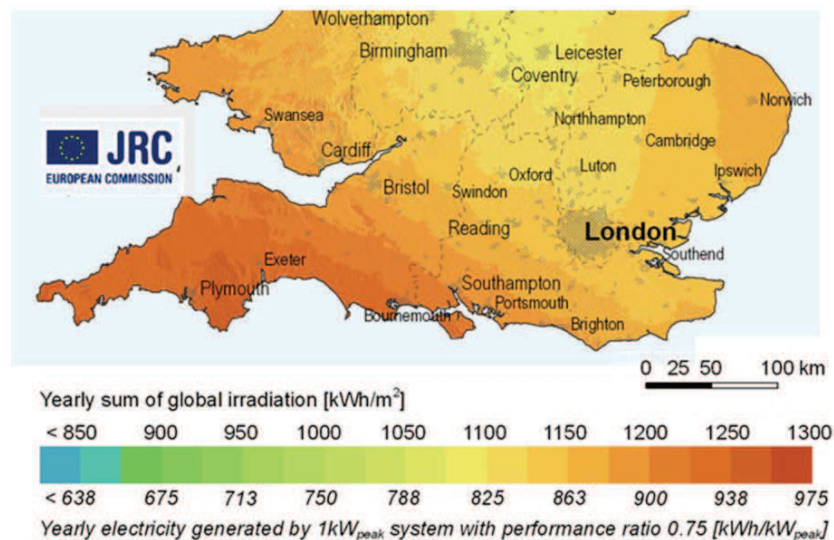 Wolverhampton
Birmingham
Leicester
Coventry
Peterborough
Norwich
Swansea
Northhampton
Cambridge
JRC
EUROPEAN COMMISSION
Cardiff
Oxford
Luton
Ipswich
Bristol
Swindon
Reading
London
Southend
Exeter
Plymouth
Southampton
Portsmouth
Bournemouth
Brighton
0 25 50 100 km
Yearly sum of global irradiation [kWh/m²]
< 850 900 950 1000 1050 1100 1150 1200 1250 1300
< 638 675 713 750 788 825 863 900 938 975
Yearly electricity generated by 1kWpeak system with performance ratio 0.75 [kWh/kWpeak]